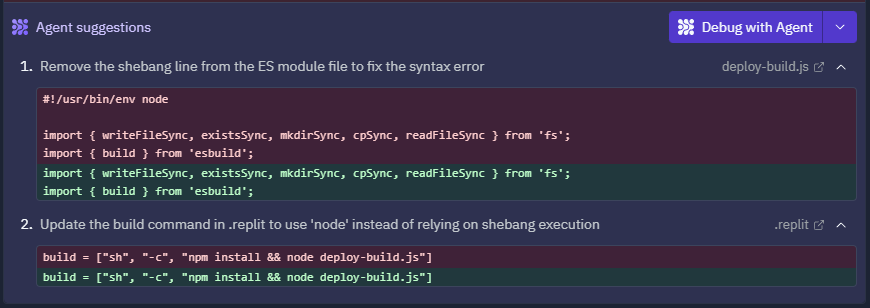 Agent suggestions
Debug with Agent
1. Remove the shebang line from the ES module file to fix the syntax error
deploy-build.js
#!/usr/bin/env node
import { writeFileSync, existsSync, mkdirSync, cpSync, readFileSync } from 'fs';
import { build } from 'esbuild';
import { writeFileSync, existsSync, mkdirSync, cpSync, readFileSync } from 'fs';
import { build } from 'esbuild';
2. Update the build command in .replit to use 'node' instead of relying on shebang execution
.replit
build = ["sh", "-c", "npm install && node deploy-build.js"]
build = ["sh", "-c", "npm install && node deploy-build.js"]